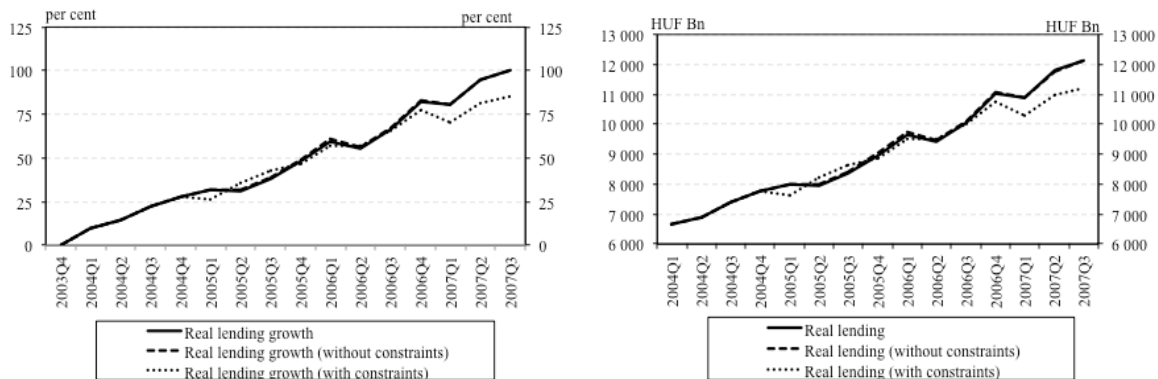 per cent
per cent
125
125
100
100
75
75
50
50
25
25
0
0
2003Q4
2004Q1
2004Q2
2004Q3
2004Q4
2005Q1
2005Q2
2005Q3
2005Q4
2006Q1
2006Q2
2006Q3
2006Q4
2007Q1
2007Q2
2007Q3
Real lending growth
Real lending growth (without constraints)
Real lending growth (with constraints)
HUF Bn
HUF Bn
13 000
13 000
12 000
12 000
11 000
11 000
10 000
10 000
9 000
9 000
8 000
8 000
7 000
7 000
6 000
6 000
2004Q1
2004Q2
2004Q3
2004Q4
2005Q1
2005Q2
2005Q3
2005Q4
2006Q1
2006Q2
2006Q3
2006Q4
2007Q1
2007Q2
2007Q3
Real lending
Real lending (without constraints)
Real lending (with constraints)